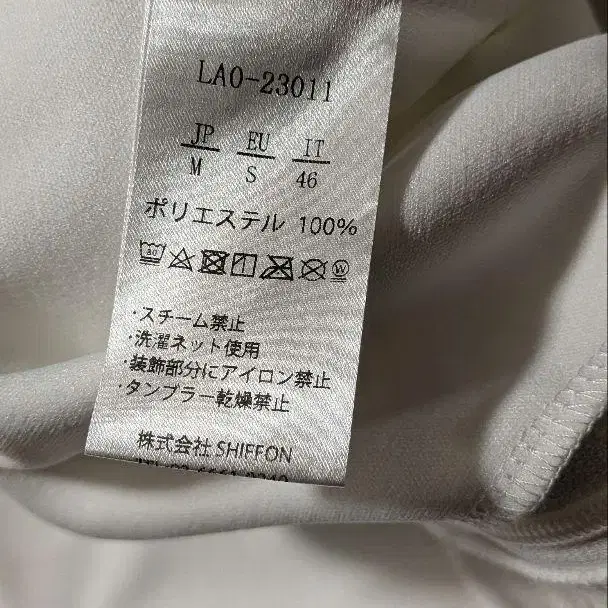 LA0-23011
JP EU IT
M S 46
ポリエステル 100%
・スチーム禁止
・洗濯ネット使用
・装飾部分にアイロン禁止
・タンブラー乾燥禁止
株式会社 SHIFFON